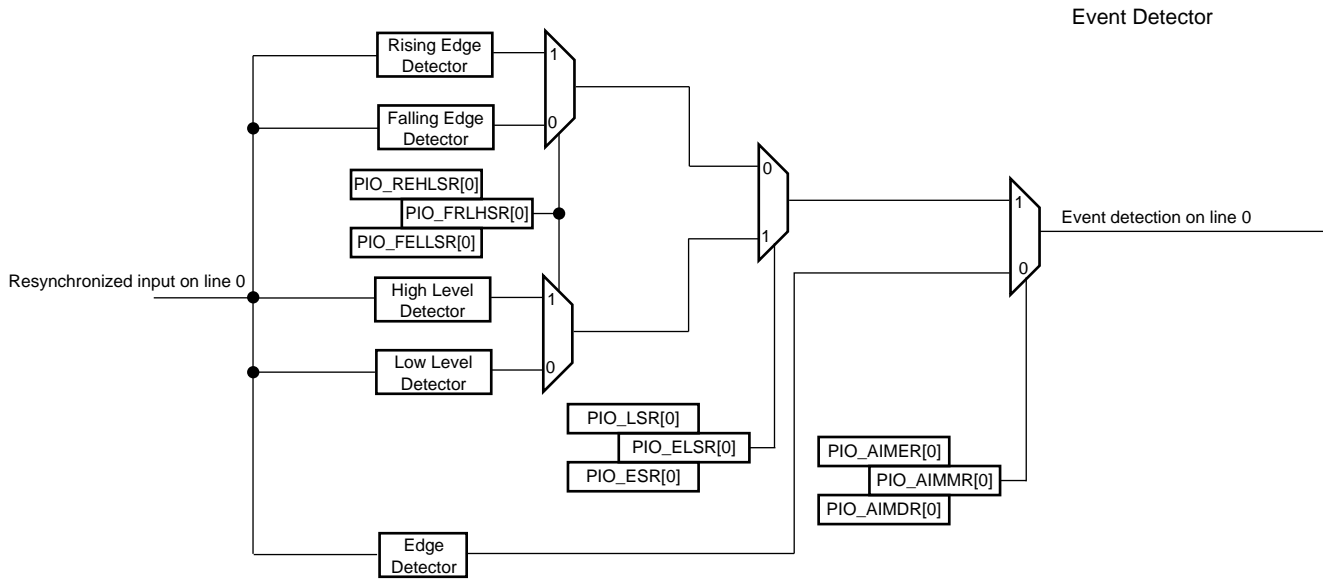 Event Detector
Rising Edge
Detector
1
Falling Edge
Detector
0
PIO_REHLSR[0]
PIO_FRLHSR[0]
PIO_FELLSR[0]
0
1
1
Event detection on line 0
0
Resynchronized input on line 0
High Level
Detector
1
Low Level
Detector
0
PIO_LSR[0]
PIO_ELSR[0]
PIO_ESR[0]
PIO_AIMER[0]
PIO_AIMMR[0]
PIO_AIMDR[0]
Edge
Detector